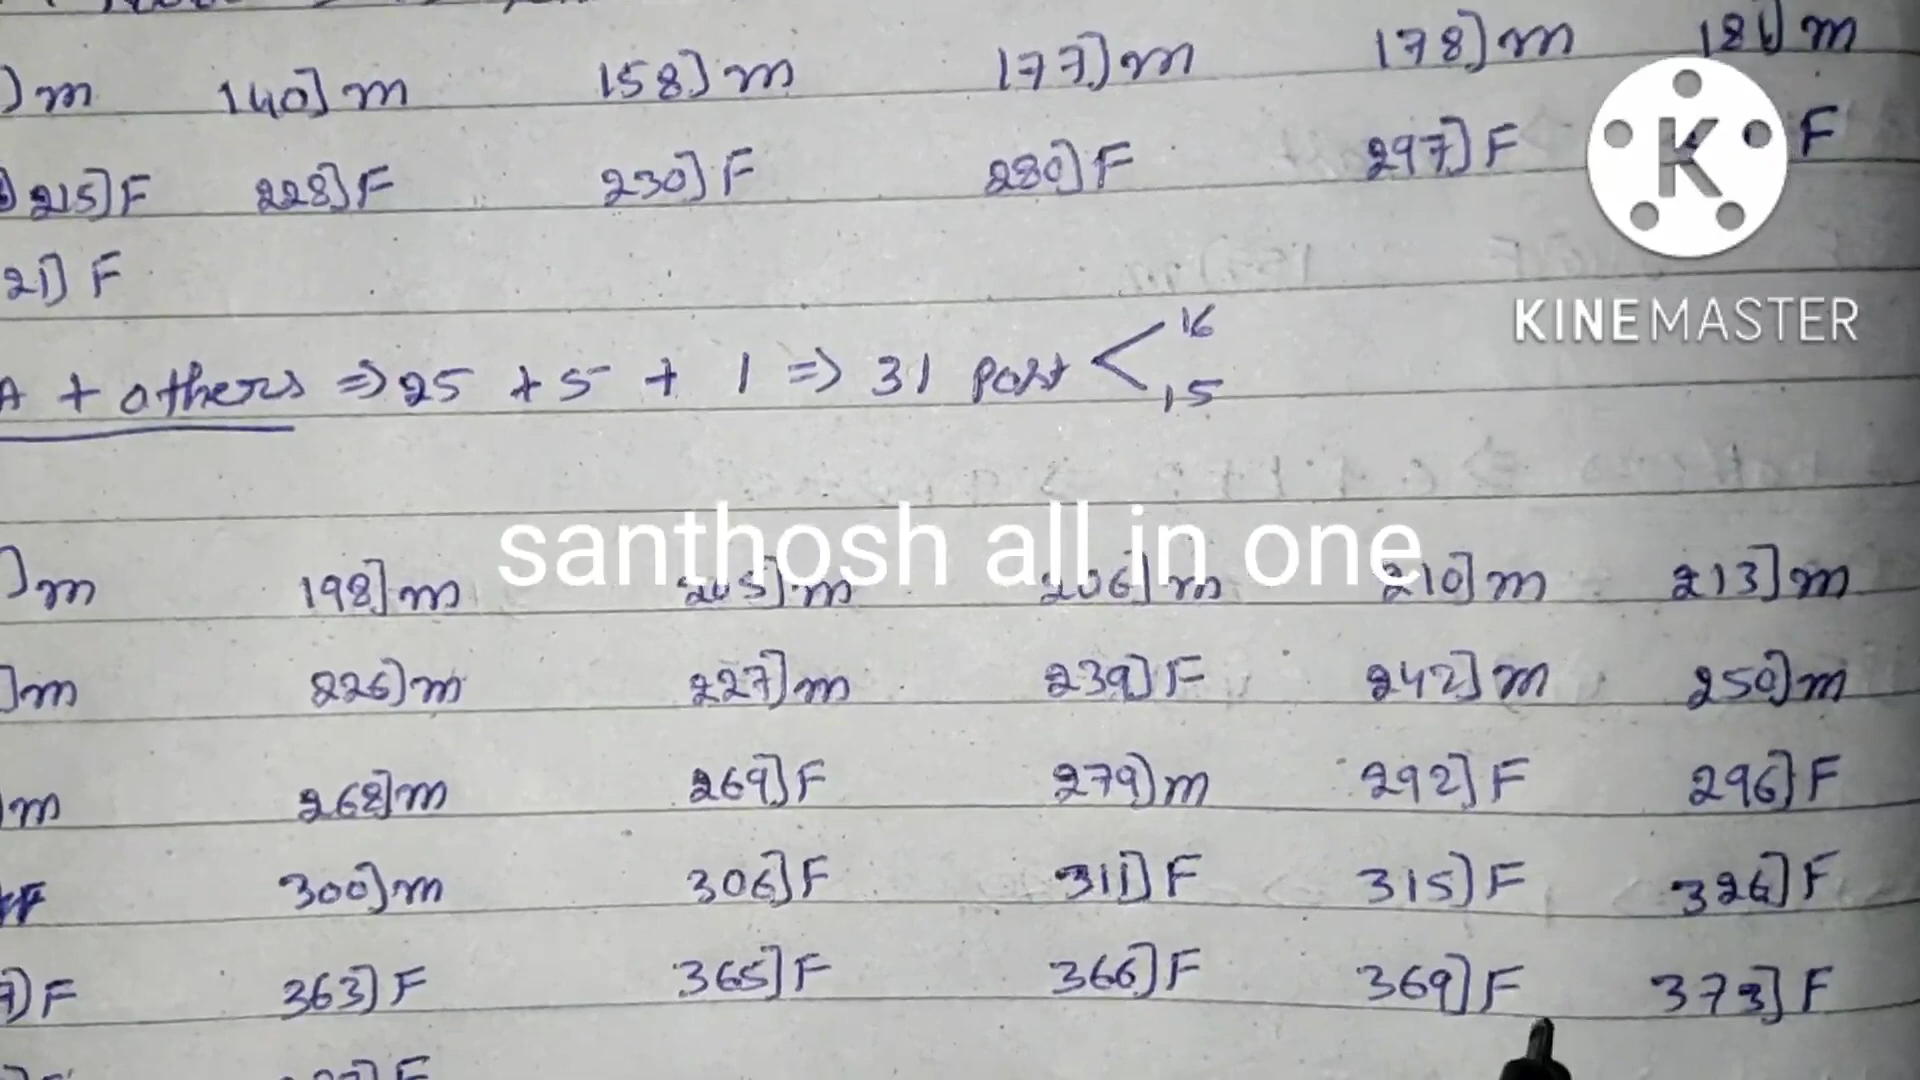 )m 140]m 158]m 177]m 178]m 181]m
215]F 228]F 230]F 280]F 297]F F
21]F
K
KINEMASTER
A + others => 25 + 5 + 1 => 31 post < 16
15
santhosh all in one
]m 198]m 205]m 206]m 210]m 213]m
]m 226]m 227]m 239]F 242]m 250]m
]m 268]m 269]F 279]m 292]F 296]F
F 300]m 306]F 311]F 315]F 326]F
]F 363]F 365]F 366]F 369]F 373]F